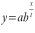 y = ab^{x/t}